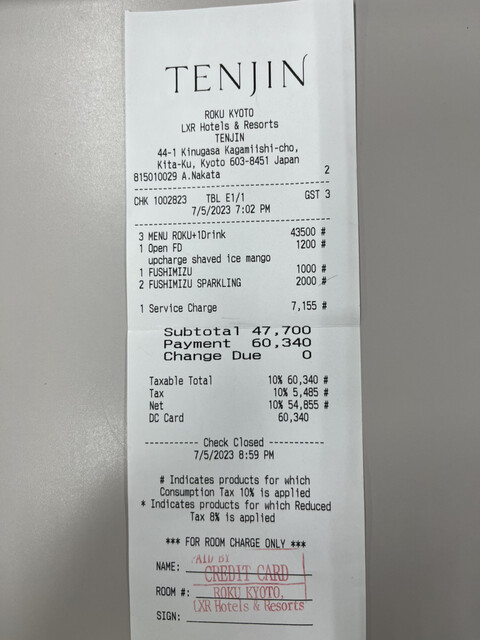 TENJIN
ROKU KYOTO
LXR Hotels & Resorts
TENJIN
44-1 Kinugasa Kagamiishi-cho,
Kita-Ku, Kyoto 603-8451 Japan
815010029 A.Nakata 2
CHK 1002823 TBL E1/1 GST 3
7/5/2023 7:02 PM
3 MENU ROKU+1Drink 43500 #
1 Open FD 1200 #
upcharge shaved ice mango
1 FUSHIMIZU 1000 #
2 FUSHIMIZU SPARKLING 2000 #
1 Service Charge 7,155 #
Subtotal 47,700
Payment 60,340
Change Due 0
Taxable Total 10% 60,340 #
Tax 10% 5,485 #
Net 10% 54,855 #
DC Card 60,340
----------- Check Closed -----------
7/5/2023 8:59 PM
# Indicates products for which
Consumption Tax 10% is applied
* Indicates products for which Reduced
Tax 8% is applied
*** FOR ROOM CHARGE ONLY ***
PAID BY
NAME: CREDIT CARD
ROOM #: ROKU KYOTO,
LXR Hotels & Resorts
SIGN: